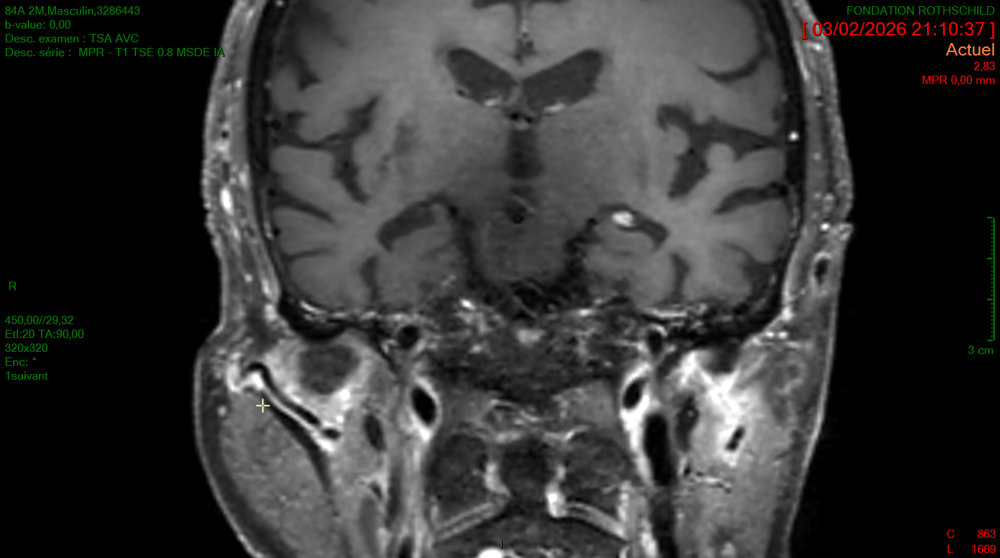 84A 2M,Masculin,3286443
b-value: 0,00
Desc. examen : TSA AVC
Desc. série : MPR - T1 TSE 0.8 MSDE IA
FONDATION ROTHSCHILD
[ 03/02/2026 21:10:37 ]
Actuel
2,83
MPR 0,00 mm
R
450,00//29,32
Etl:20 TA:90,00
320x320
Enc: ^
1suivant
3 cm
I
C 863
L 1669